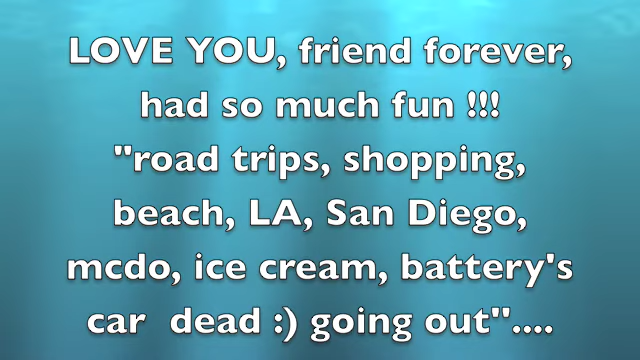 LOVE YOU, friend forever,
had so much fun !!!
"road trips, shopping,
beach, LA, San Diego,
mcdo, ice cream, battery's
car  dead :) going out"....